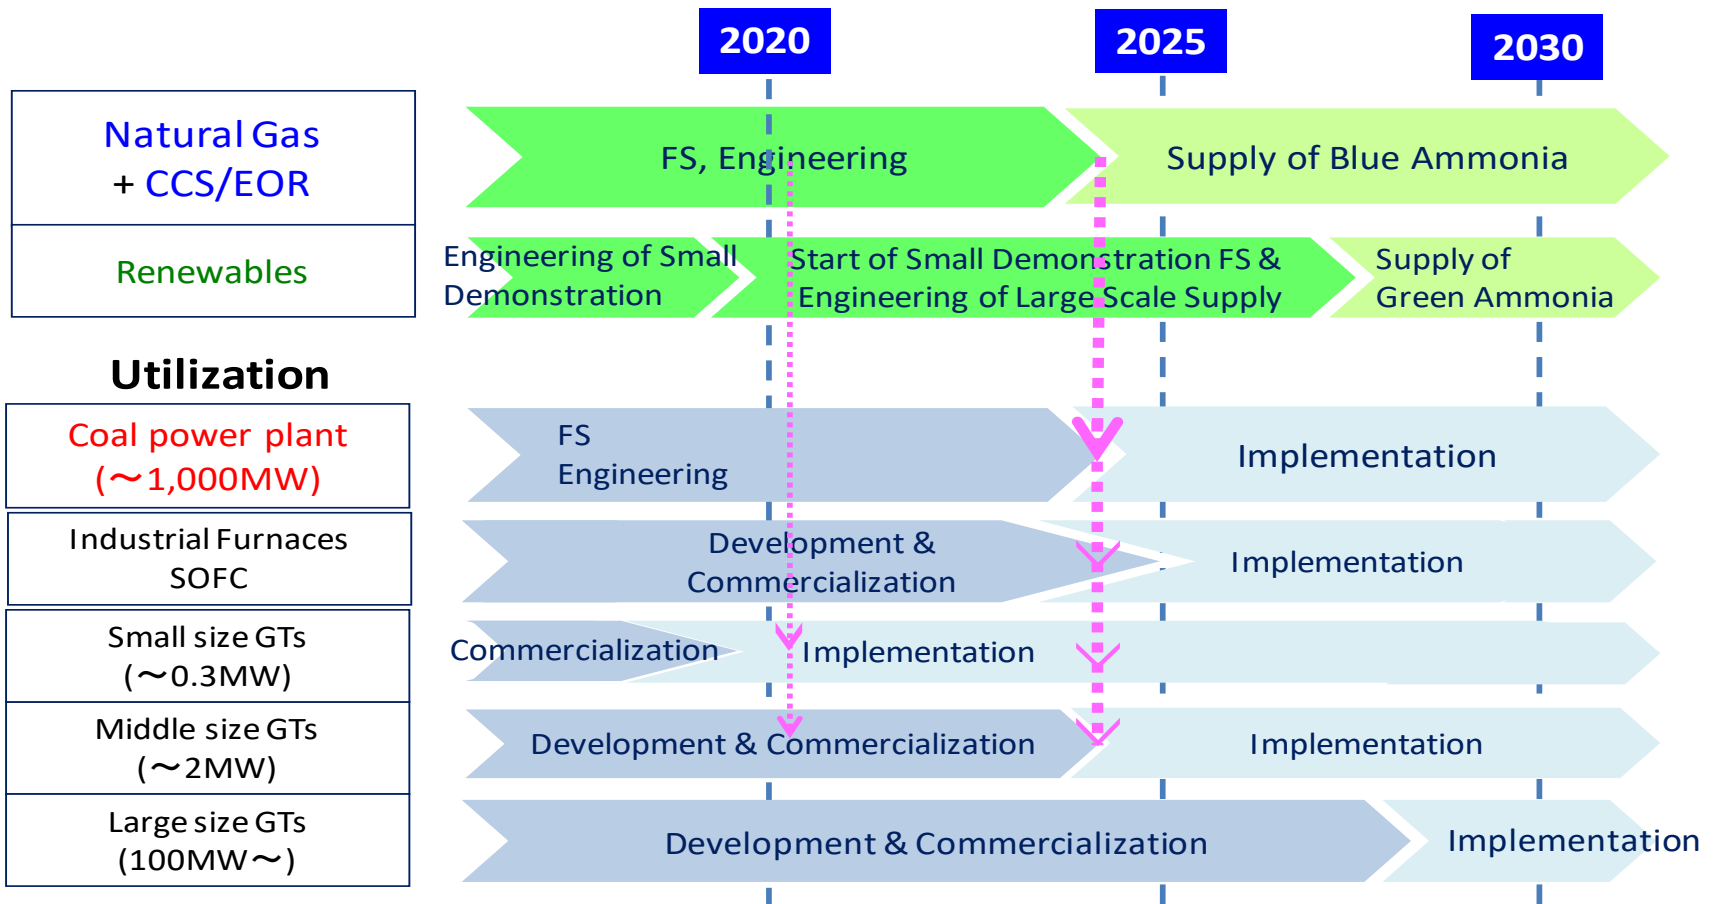 2020
2025
2030
Natural Gas
+ CCS/EOR
FS, Engineering
Supply of Blue Ammonia
Renewables
Engineering of Small
Demonstration
Start of Small Demonstration FS &
Engineering of Large Scale Supply
Supply of
Green Ammonia
Utilization
Coal power plant
(～1,000MW)
FS
Engineering
Implementation
Industrial Furnaces
SOFC
Development &
Commercialization
Implementation
Small size GTs
(～0.3MW)
Commercialization
Implementation
Middle size GTs
(～2MW)
Development & Commercialization
Implementation
Large size GTs
(100MW～)
Development & Commercialization
Implementation